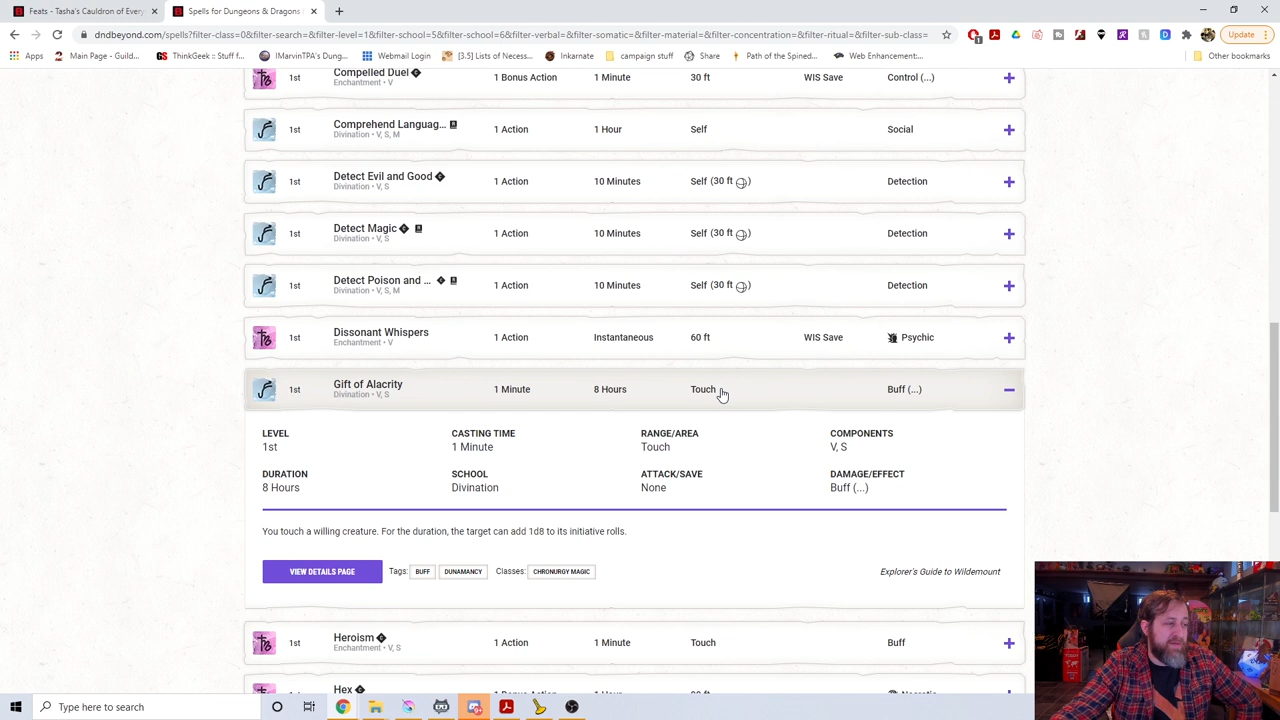 Feats - Tasha's Cauldron of Every
Spells for Dungeons & Dragons
dndbeyond.com/spells?filter-class=0&filter-search=&filter-level=1&filter-school=5&filter-school=6&filter-verbal=&filter-somatic=&filter-material=&filter-concentration=&filter-ritual=&filter-sub-class=
1
Update
Apps
Main Page - Guild...
ThinkGeek :: Stuff f...
IMarvinTPA's Dung...
Webmail Login
[3.5] Lists of Necess...
Inkarnate
campaign stuff
Share
Path of the Spined...
Web Enhancement:...
Other bookmarks
1st Compelled Duel 1 Bonus Action 1 Minute 30 ft WIS Save Control (...)
Enchantment • V
1st Comprehend Languag... 1 Action 1 Hour Self Social
Divination • V, S, M
1st Detect Evil and Good 1 Action 10 Minutes Self (30 ft ) Detection
Divination • V, S
1st Detect Magic 1 Action 10 Minutes Self (30 ft ) Detection
Divination • V, S
1st Detect Poison and ... 1 Action 10 Minutes Self (30 ft ) Detection
Divination • V, S, M
1st Dissonant Whispers 1 Action Instantaneous 60 ft WIS Save Psychic
Enchantment • V
1st Gift of Alacrity 1 Minute 8 Hours Touch Buff (...)
Divination • V, S
LEVEL CASTING TIME RANGE/AREA COMPONENTS
1st 1 Minute Touch V, S
DURATION SCHOOL ATTACK/SAVE DAMAGE/EFFECT
8 Hours Divination None Buff (...)
You touch a willing creature. For the duration, the target can add 1d8 to its initiative rolls.
VIEW DETAILS PAGE Tags: BUFF DUNAMANCY Classes: CHRONURGY MAGIC Explorer's Guide to Wildemount
1st Heroism 1 Action 1 Minute Touch Buff
Enchantment • V, S
Hex
Type here to search